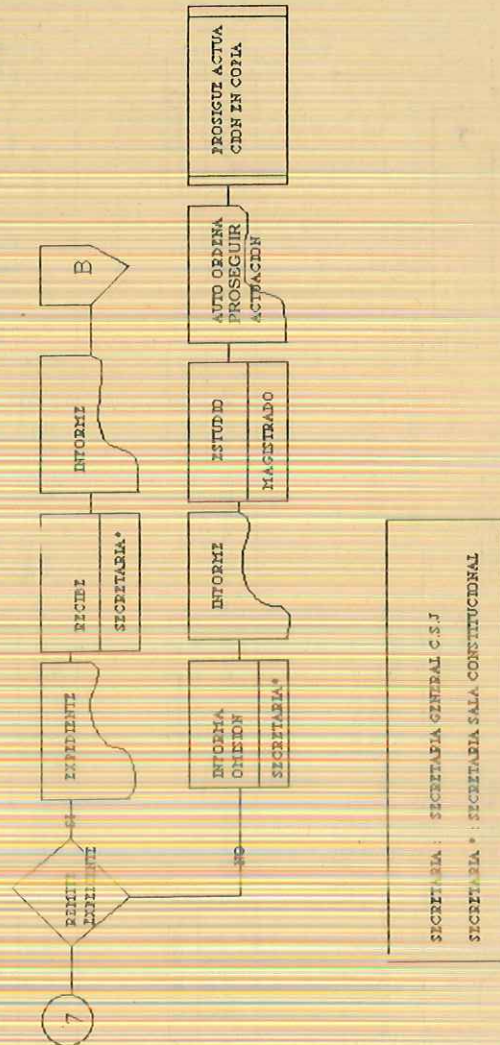 7
REMITE
EXPEDIENTE
SI
EXPEDIENTE
RECIBE
SECRETARIA*
INFORME
B
NO
INFORMA
OMISION
SECRETARIA*
INFORME
ESTUDIO
MAGISTRADO
AUTO ORDENA
PROSEGUIR
ACTUACION
PROSIGUE ACTUA
CION EN COPIA
SECRETARIA : SECRETARIA GENERAL C.S.J
SECRETARIA * : SECRETARIA SALA CONSTITUCIONAL